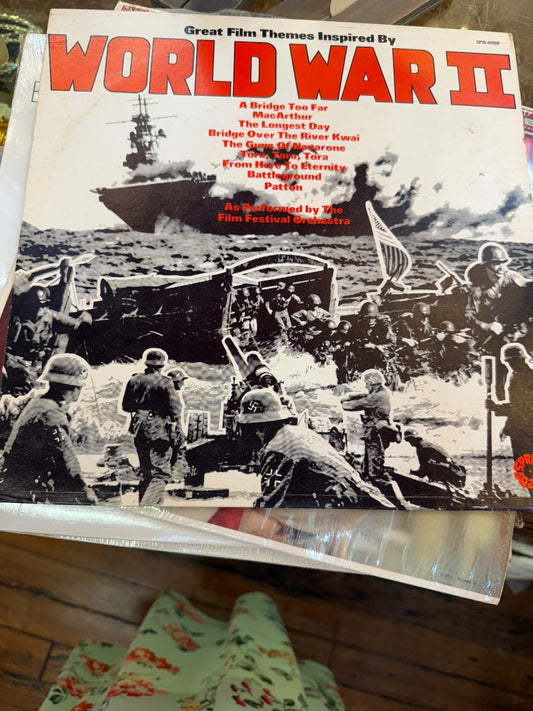 Great Film Themes Inspired By
SPB-4088
WORLD WAR II
A Bridge Too Far
MacArthur
The Longest Day
Bridge Over The River Kwai
The Guns Of Navarone
Tora, Tora, Tora
From Here To Eternity
Battleground
Patton
As Performed by The
Film Festival Orchestra